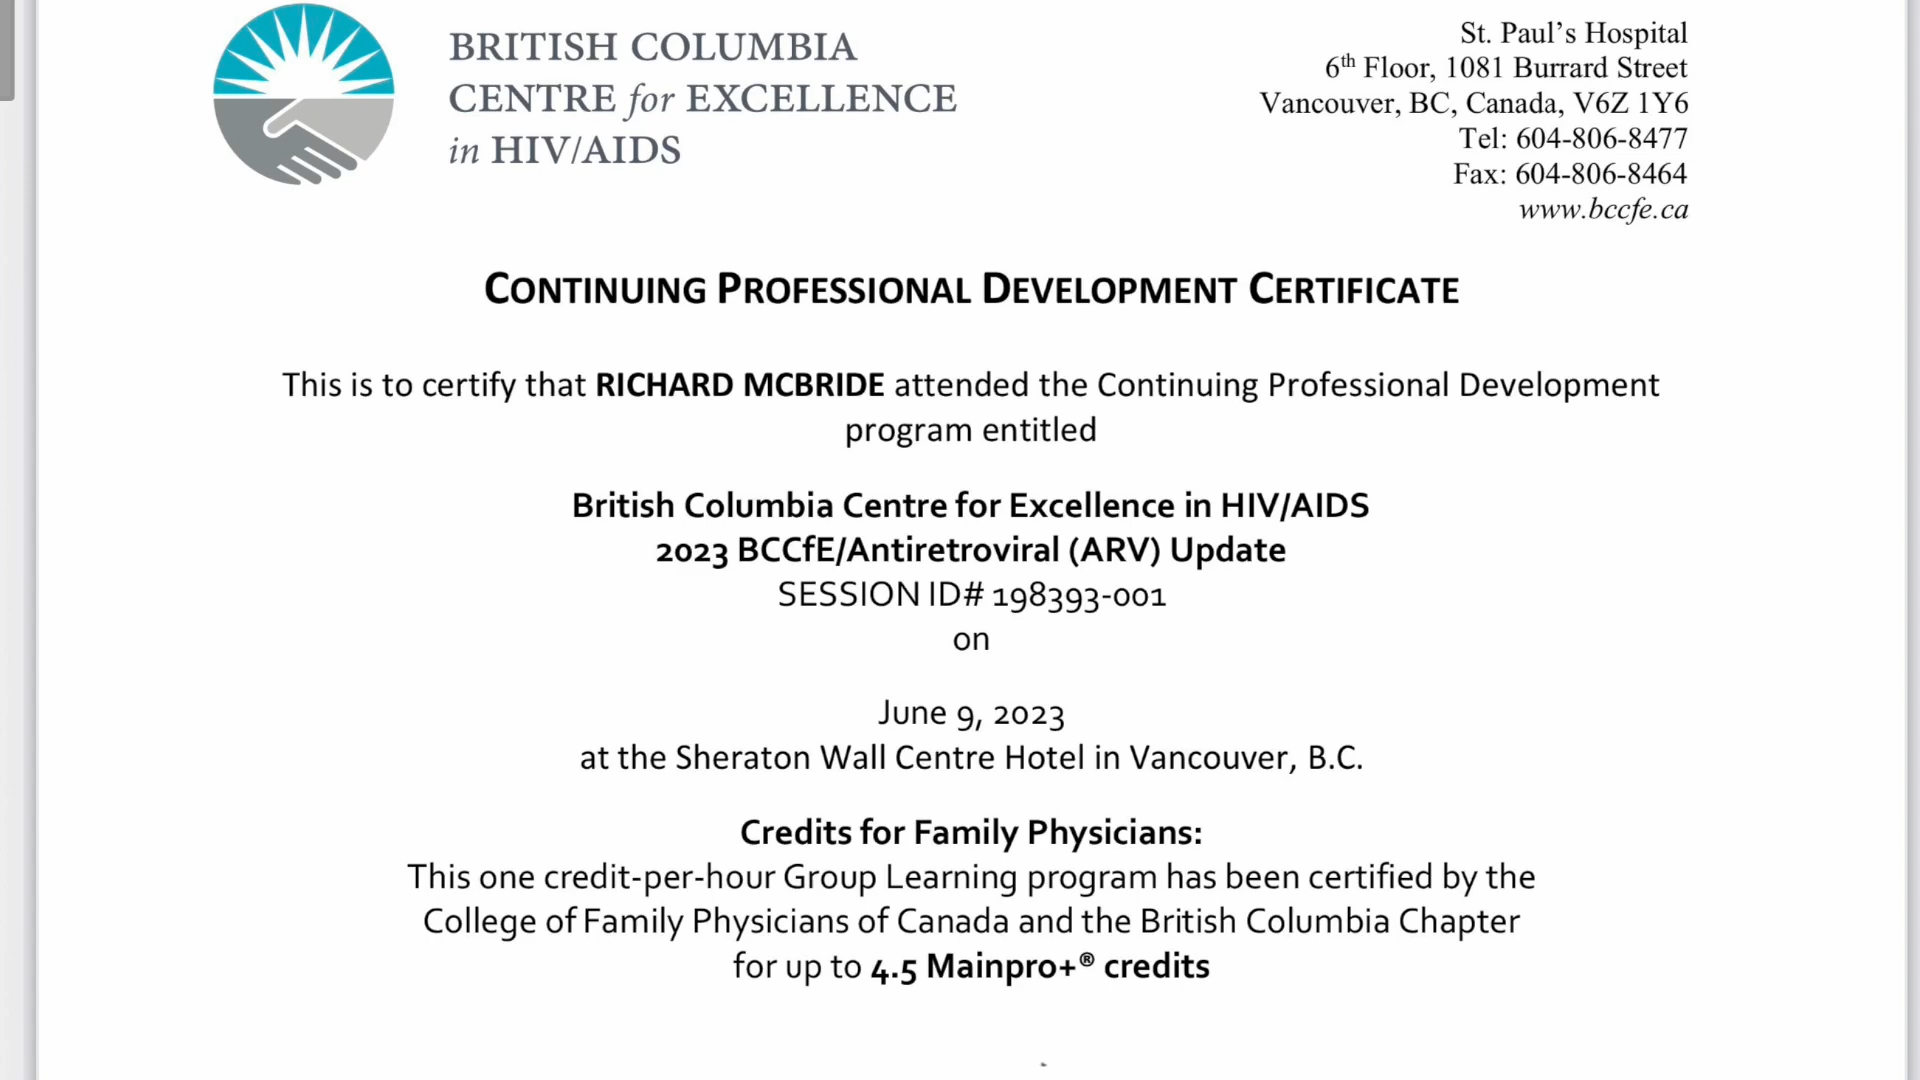 BRITISH COLUMBIA
CENTRE for EXCELLENCE
in HIV/AIDS
St. Paul's Hospital
6th Floor, 1081 Burrard Street
Vancouver, BC, Canada, V6Z 1Y6
Tel: 604-806-8477
Fax: 604-806-8464
www.bccfe.ca
CONTINUING PROFESSIONAL DEVELOPMENT CERTIFICATE
This is to certify that RICHARD MCBRIDE attended the Continuing Professional Development
program entitled
British Columbia Centre for Excellence in HIV/AIDS
2023 BCCfE/Antiretroviral (ARV) Update
SESSION ID# 198393-001
on
June 9, 2023
at the Sheraton Wall Centre Hotel in Vancouver, B.C.
Credits for Family Physicians:
This one credit-per-hour Group Learning program has been certified by the
College of Family Physicians of Canada and the British Columbia Chapter
for up to 4.5 Mainpro+® credits